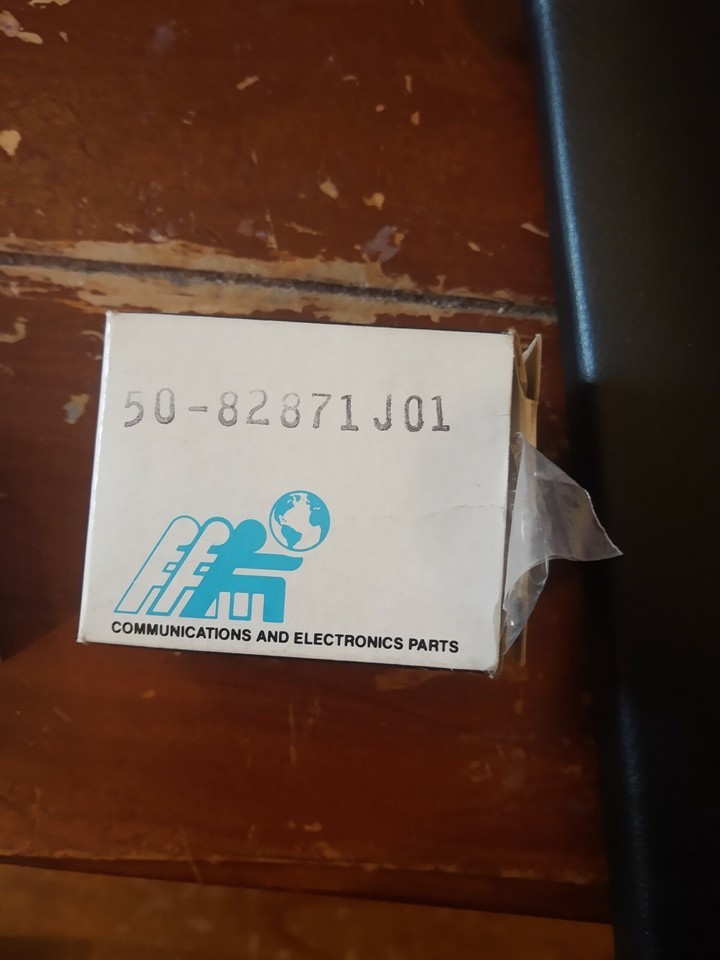 50-82871J01
COMMUNICATIONS AND ELECTRONICS PARTS